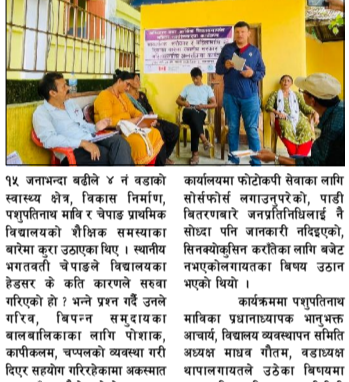 १५ जनाभन्दा बढीले ४ नं वडाको
स्वास्थ्य क्षेत्र, विकास निर्माण,
पशुपतिनाथ मावि र चेपाङ प्राथमिक
विद्यालयको शैक्षिक समस्याका
बारेमा कुरा उठाएका थिए । स्थानीय
भगतवती चेपाङले विद्यालयका
हेडसर के कति कारणले सरुवा
गरिएको हो ? भन्ने प्रश्न गर्दै उनले
गरिव, बिपन्न समुदायका
बालबालिकाका लागि पोशाक,
कापीकलम, चप्पलको व्यवस्था गरी
दिएर सहयोग गरिरहेकामा अकस्मात
कार्यालयमा फोटोकपी सेवाका लागि
सोर्सफोर्स लगाउनुपरेको, पाडी
बितरणबारे जनप्रतिनिधिलाई नै
सोध्दा पनि जानकारी नदिइएको,
सिनक्योकुसिन कराँतेका लागि बजेट
नभएकोलगायतका बिषय उठान
भएको थियो ।
कार्यक्रममा पशुपतिनाथ
माविका प्रधानाध्यापक भानुभक्त
आचार्य, विद्यालय व्यवस्थापन समिति
अध्यक्ष माधव गौतम, वडाध्यक्ष
थापालगायतले उठेका बिषयमा